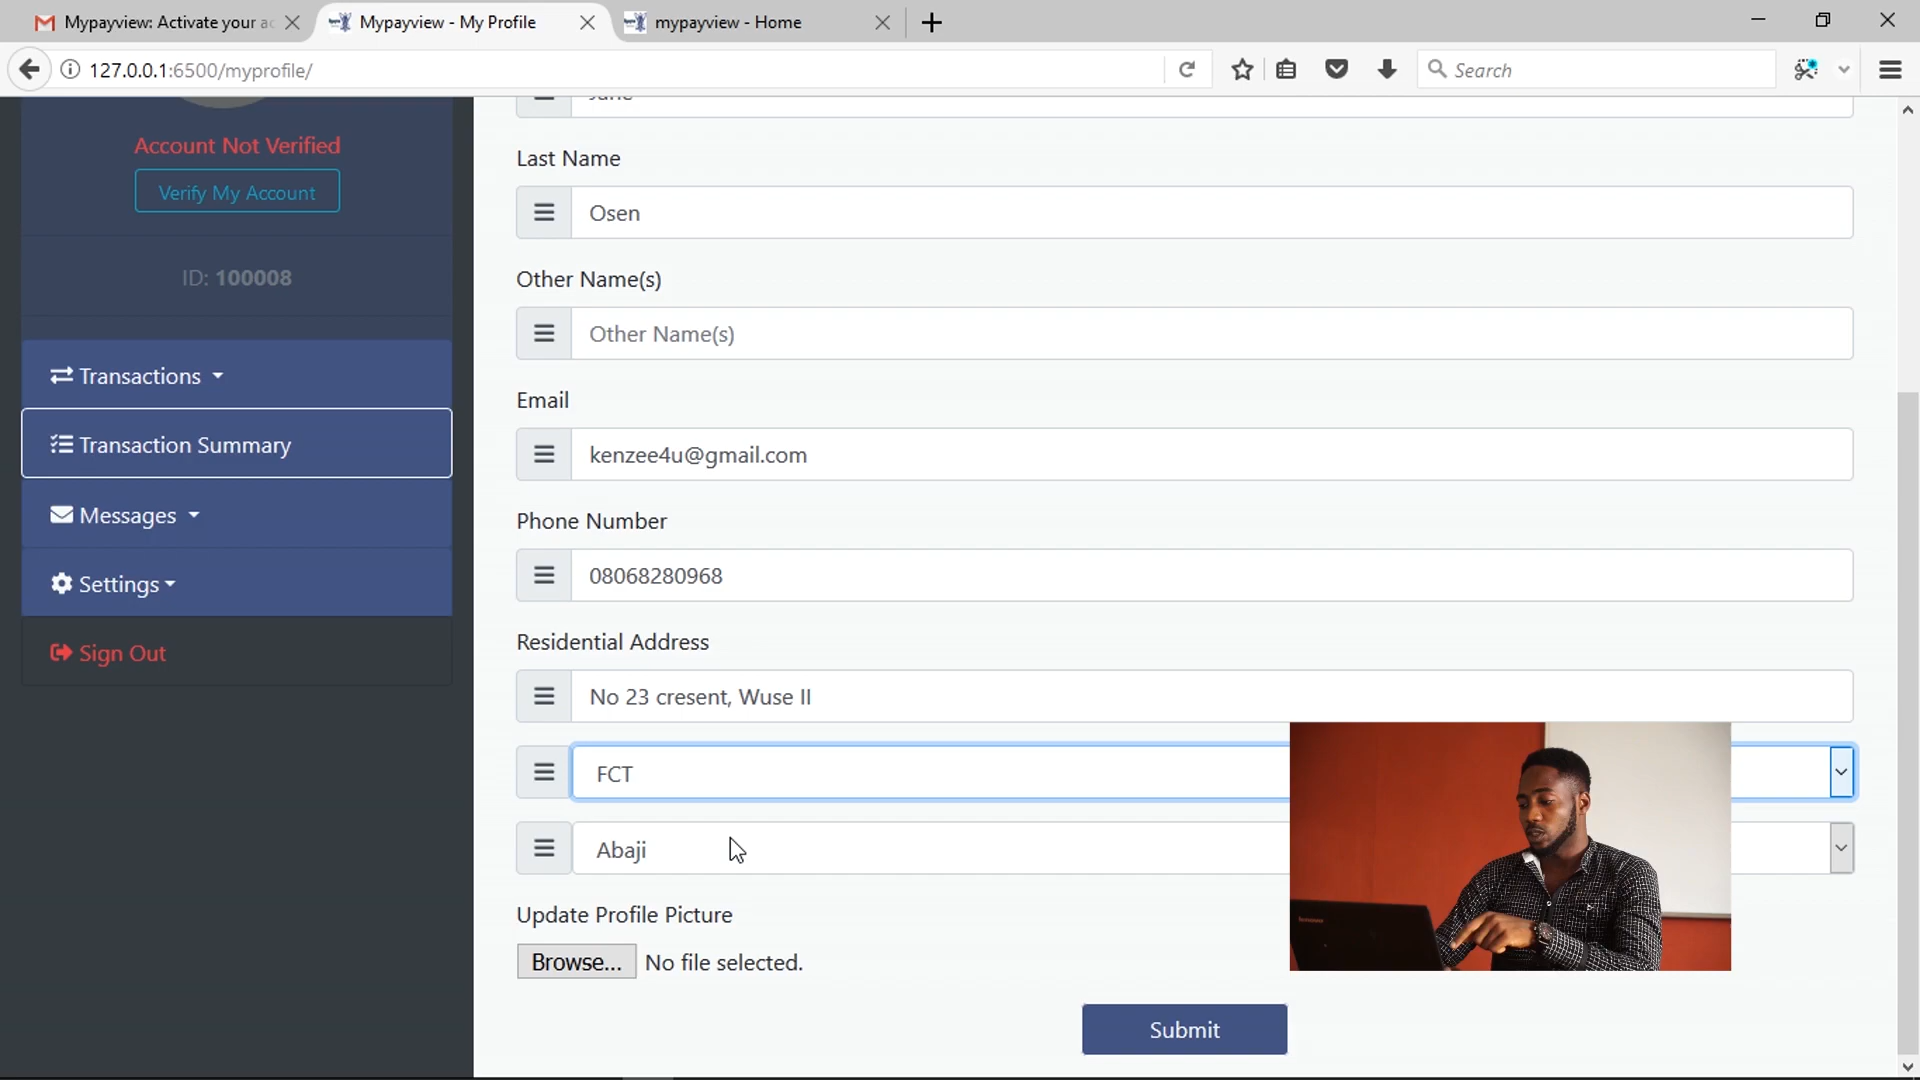 Mypayview: Activate your ac
Mypayview - My Profile
mypayview - Home
127.0.0.1:6500/myprofile/
Search
Account Not Verified
Verify My Account
ID: 100008
Transactions
Transaction Summary
Messages
Settings
Sign Out
Last Name
Osen
Other Name(s)
Other Name(s)
Email
kenzee4u@gmail.com
Phone Number
08068280968
Residential Address
No 23 cresent, Wuse II
FCT
Abaji
Update Profile Picture
Browse... No file selected.
Submit